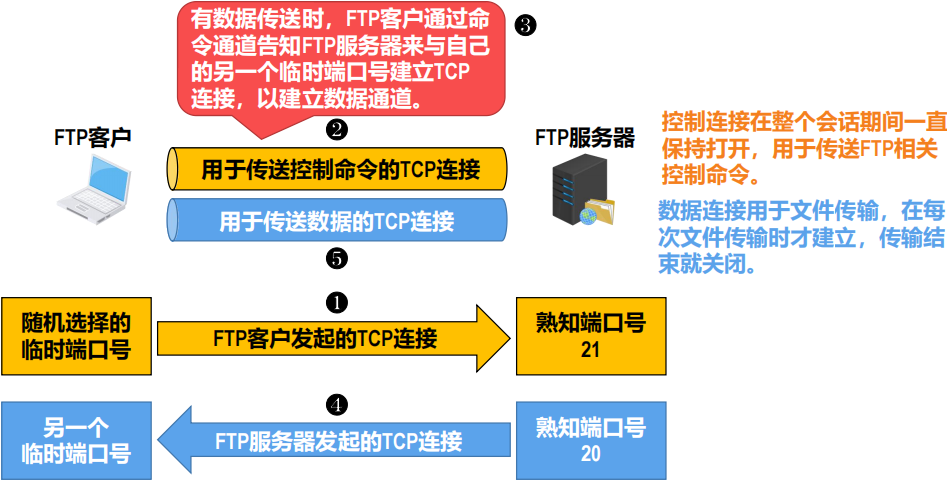 有数据传送时，FTP客户通过命
令通道告知FTP服务器来与自己
的另一个临时端口号建立TCP
连接，以建立数据通道。
❸
❷
FTP客户
FTP服务器
用于传送控制命令的TCP连接
用于传送数据的TCP连接
❺
控制连接在整个会话期间一直
保持打开，用于传送FTP相关
控制命令。
数据连接用于文件传输，在每
次文件传输时才建立，传输结
束就关闭。
❶
随机选择的
临时端口号
FTP客户发起的TCP连接
熟知端口号
21
❹
另一个
临时端口号
FTP服务器发起的TCP连接
熟知端口号
20